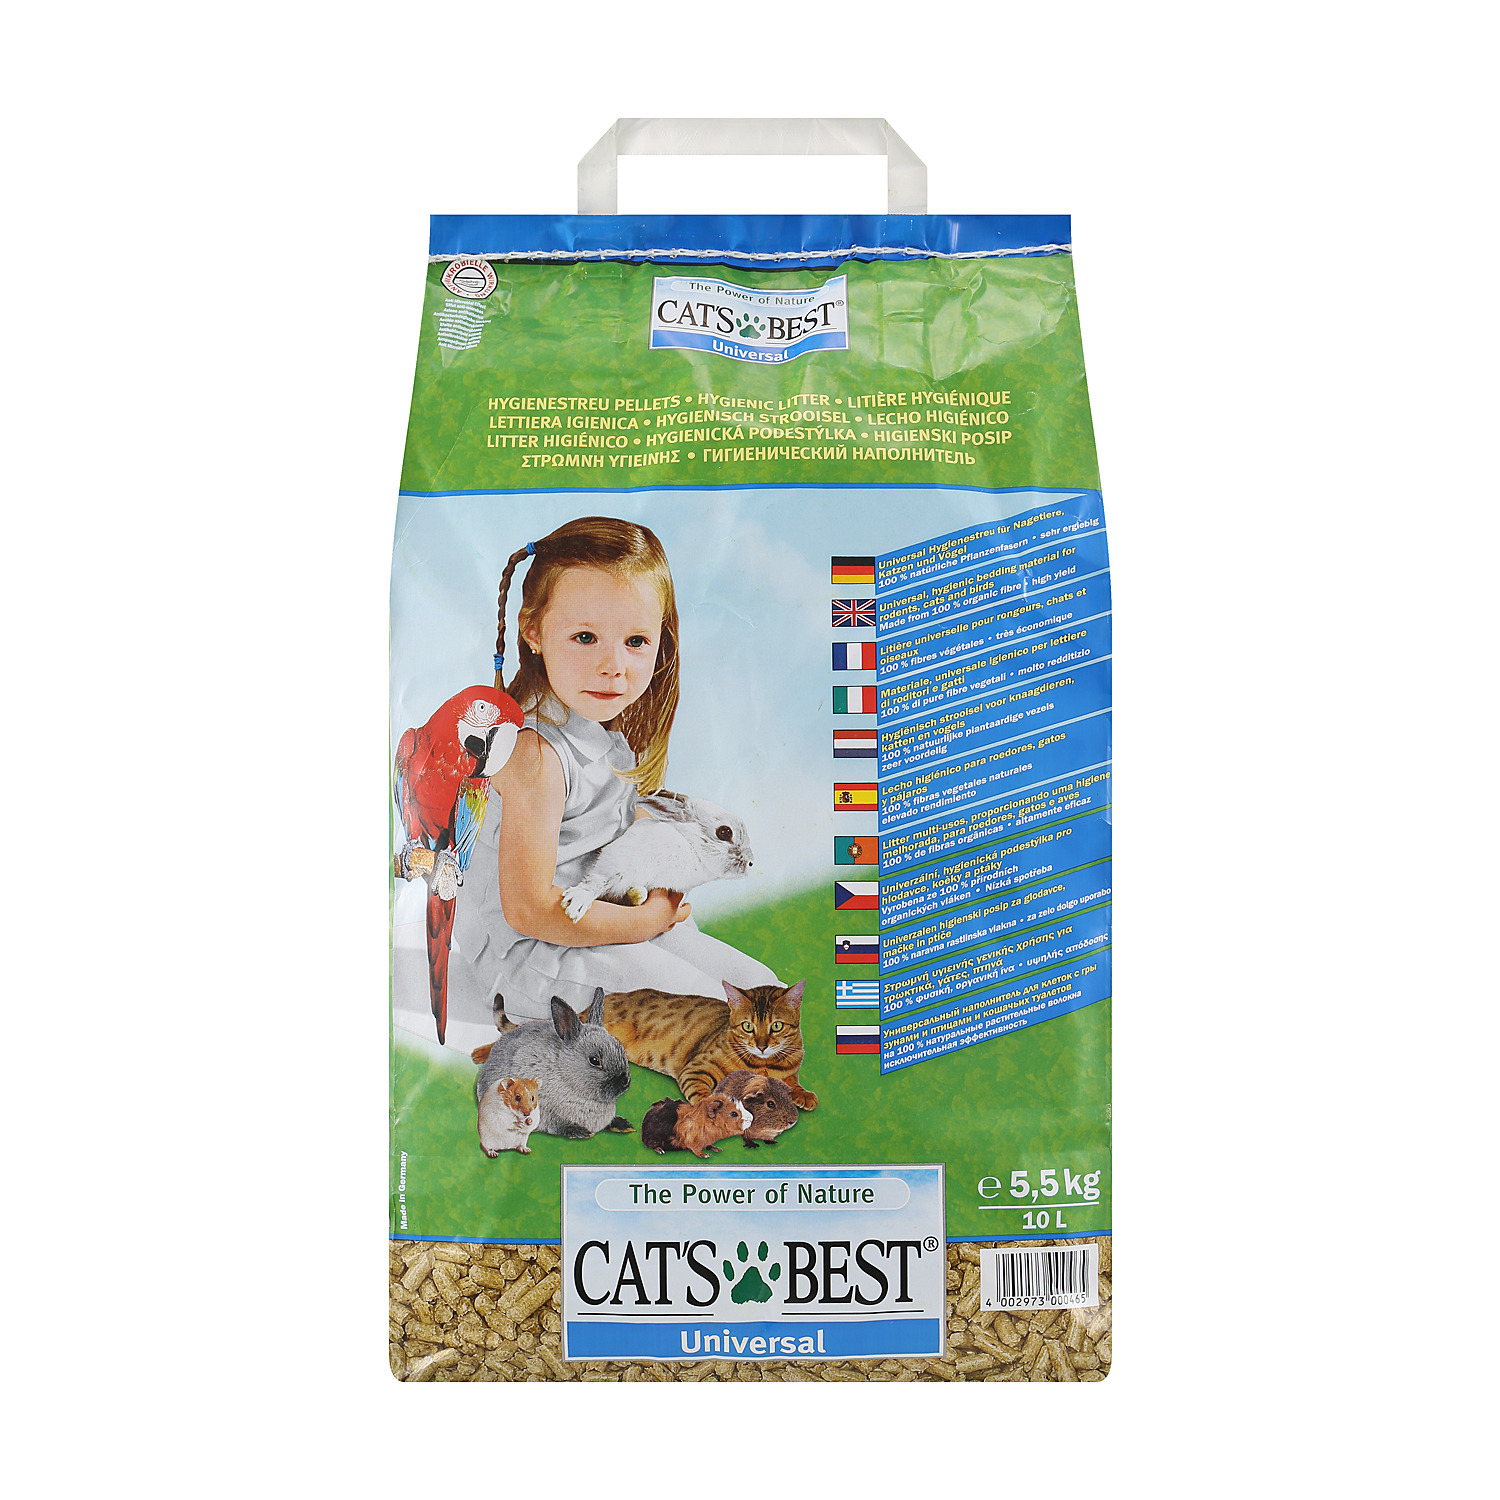 ANTIMIKROBIELLE WIRKUNG
Anti Microbial Effect
The Power of Nature
CAT'S BEST®
Universal
HYGIENESTREU PELLETS • HYGIENIC LITTER • LITIÈRE HYGIÉNIQUE
LETTIERA IGIENICA • HYGIENISCH STROOISEL • LECHO HIGIÉNICO
LITTER HIGIÉNICO • HYGIENICKÁ PODESTÝLKA • HIGIENSKI POSIP
ΣΤΡΩΜΝΗ ΥΓΙΕΙΝΗΣ • ГИГИЕНИЧЕСКИЙ НАПОЛНИТЕЛЬ
Universal Hygienestreu für Nagetiere,
Katzen und Vögel
100 % natürliche Pflanzenfasern • sehr ergiebig
Universal, hygienic bedding material for
rodents, cats and birds
Made from 100 % organic fibre • high yield
Litière universelle pour rongeurs, chats et
oiseaux
100 % fibres végétales • très économique
Materiale, universale igienico per lettiere
di roditori e gatti
100 % di pure fibre vegetali • molto redditizio
Hygiënisch strooisel voor knaagdieren,
katten en vogels
100 % natuurlijke plantaardige vezels
zeer voordelig
Lecho higiénico para roedores, gatos
y pájaros
100 % fibras vegetales naturales
elevado rendimiento
Litter multi-usos, proporcionando uma higiene
melhorada, para roedores, gatos e aves
100 % de fibras orgânicas • altamente eficaz
Univerzální, hygienická podestýlka pro
hlodavce, kočky a ptáky
Vyrobena ze 100 % přírodních
organických vláken • Nízká spotřeba
Univerzalen higienski posip za glodavce,
mačke in ptiče
100 % naravna rastlinska vlakna • za zelo dolgo uporabo
Στρωμνή υγιεινής γενικής χρήσης για
τρωκτικά, γάτες, πτηνά
100 % φυσική, οργανική ίνα • υψηλής απόδοσης
Универсальный наполнитель для клеток с гры
зунами и птицами и кошачьих туалетов
на 100 % натуральные растительные волокна
исключительная эффективность
Made in Germany
The Power of Nature
CAT'S BEST®
Universal
℮ 5,5 kg
10 L
4 002973 000465